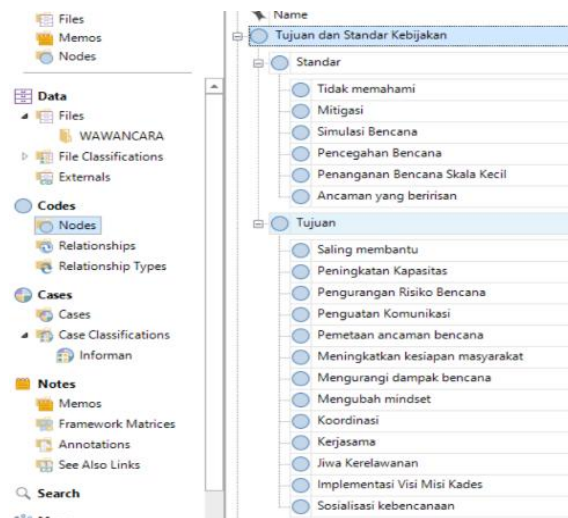 Files
Memos
Nodes
Data
Files
WAWANCARA
File Classifications
Externals
Codes
Nodes
Relationships
Relationship Types
Cases
Cases
Case Classifications
Informan
Notes
Memos
Framework Matrices
Annotations
See Also Links
Search
Name
Tujuan dan Standar Kebijakan
Standar
Tidak memahami
Mitigasi
Simulasi Bencana
Pencegahan Bencana
Penanganan Bencana Skala Kecil
Ancaman yang beririsan
Tujuan
Saling membantu
Peningkatan Kapasitas
Pengurangan Risiko Bencana
Penguatan Komunikasi
Pemetaan ancaman bencana
Meningkatkan kesiapan masyarakat
Mengurangi dampak bencana
Mengubah mindset
Koordinasi
Kerjasama
Jiwa Kerelawanan
Implementasi Visi Misi Kades
Sosialisasi kebencanaan